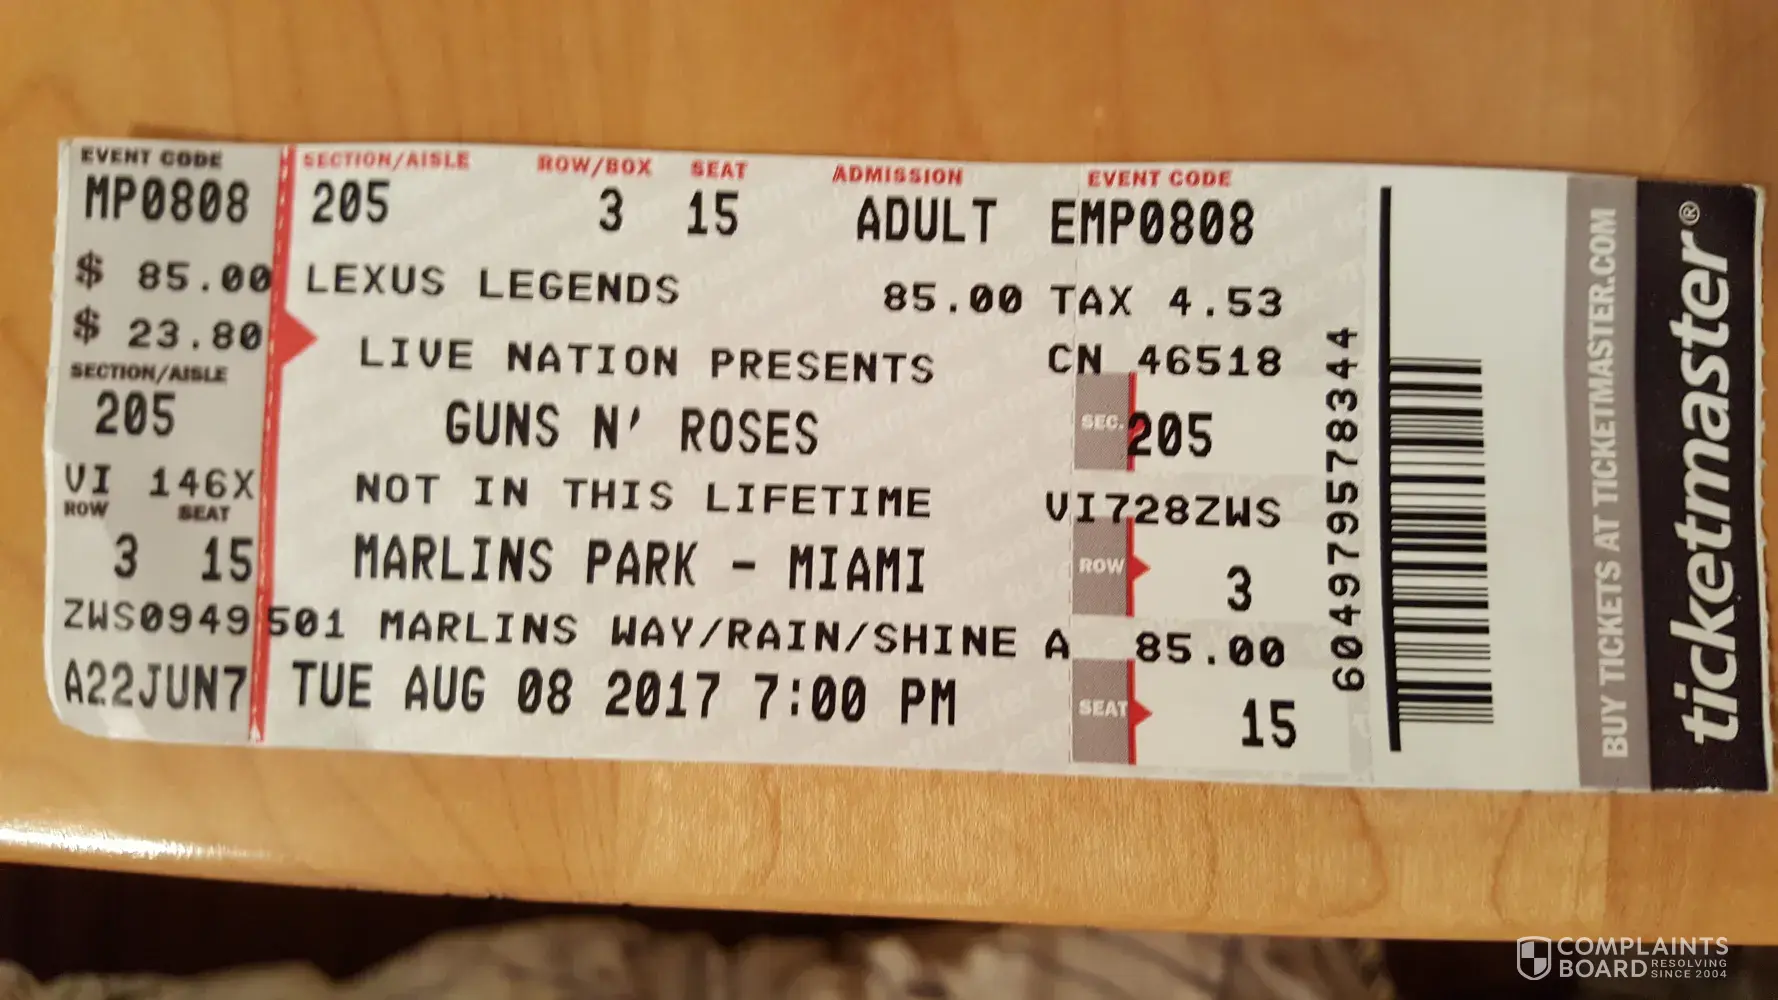 EVENT CODE
MP0808
$ 85.00
$ 23.80
SECTION/AISLE
205
VI 146X
ROW SEAT
3 15
ZWS0949
A22JUN7
SECTION/AISLE ROW/BOX SEAT ADMISSION EVENT CODE
205 3 15 ADULT EMP0808
LEXUS LEGENDS 85.00 TAX 4.53
LIVE NATION PRESENTS CN 46518
GUNS N' ROSES SEC. 205
NOT IN THIS LIFETIME VI728ZWS
MARLINS PARK - MIAMI ROW 3
501 MARLINS WAY/RAIN/SHINE A 85.00
TUE AUG 08 2017 7:00 PM SEAT 15
6049795578344
BUY TICKETS AT TICKETMASTER.COM
ticketmaster®
COMPLAINTS
BOARD RESOLVING
SINCE 2004